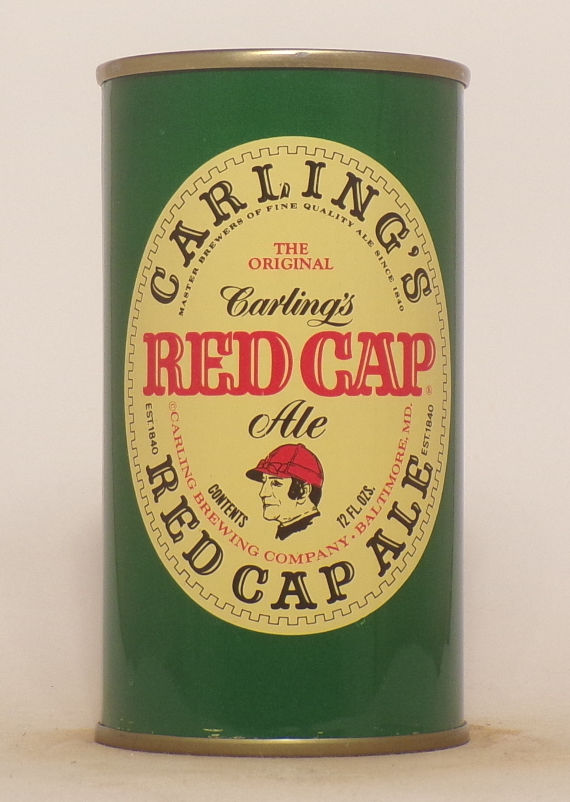 CARLING'S
MASTER BREWERS OF FINE QUALITY ALE SINCE 1840
THE
ORIGINAL
Carling's
RED CAP®
Ale
EST. 1840
EST. 1840
CONTENTS
12 FL. OZS.
© CARLING BREWING COMPANY • BALTIMORE, MD.
RED CAP ALE